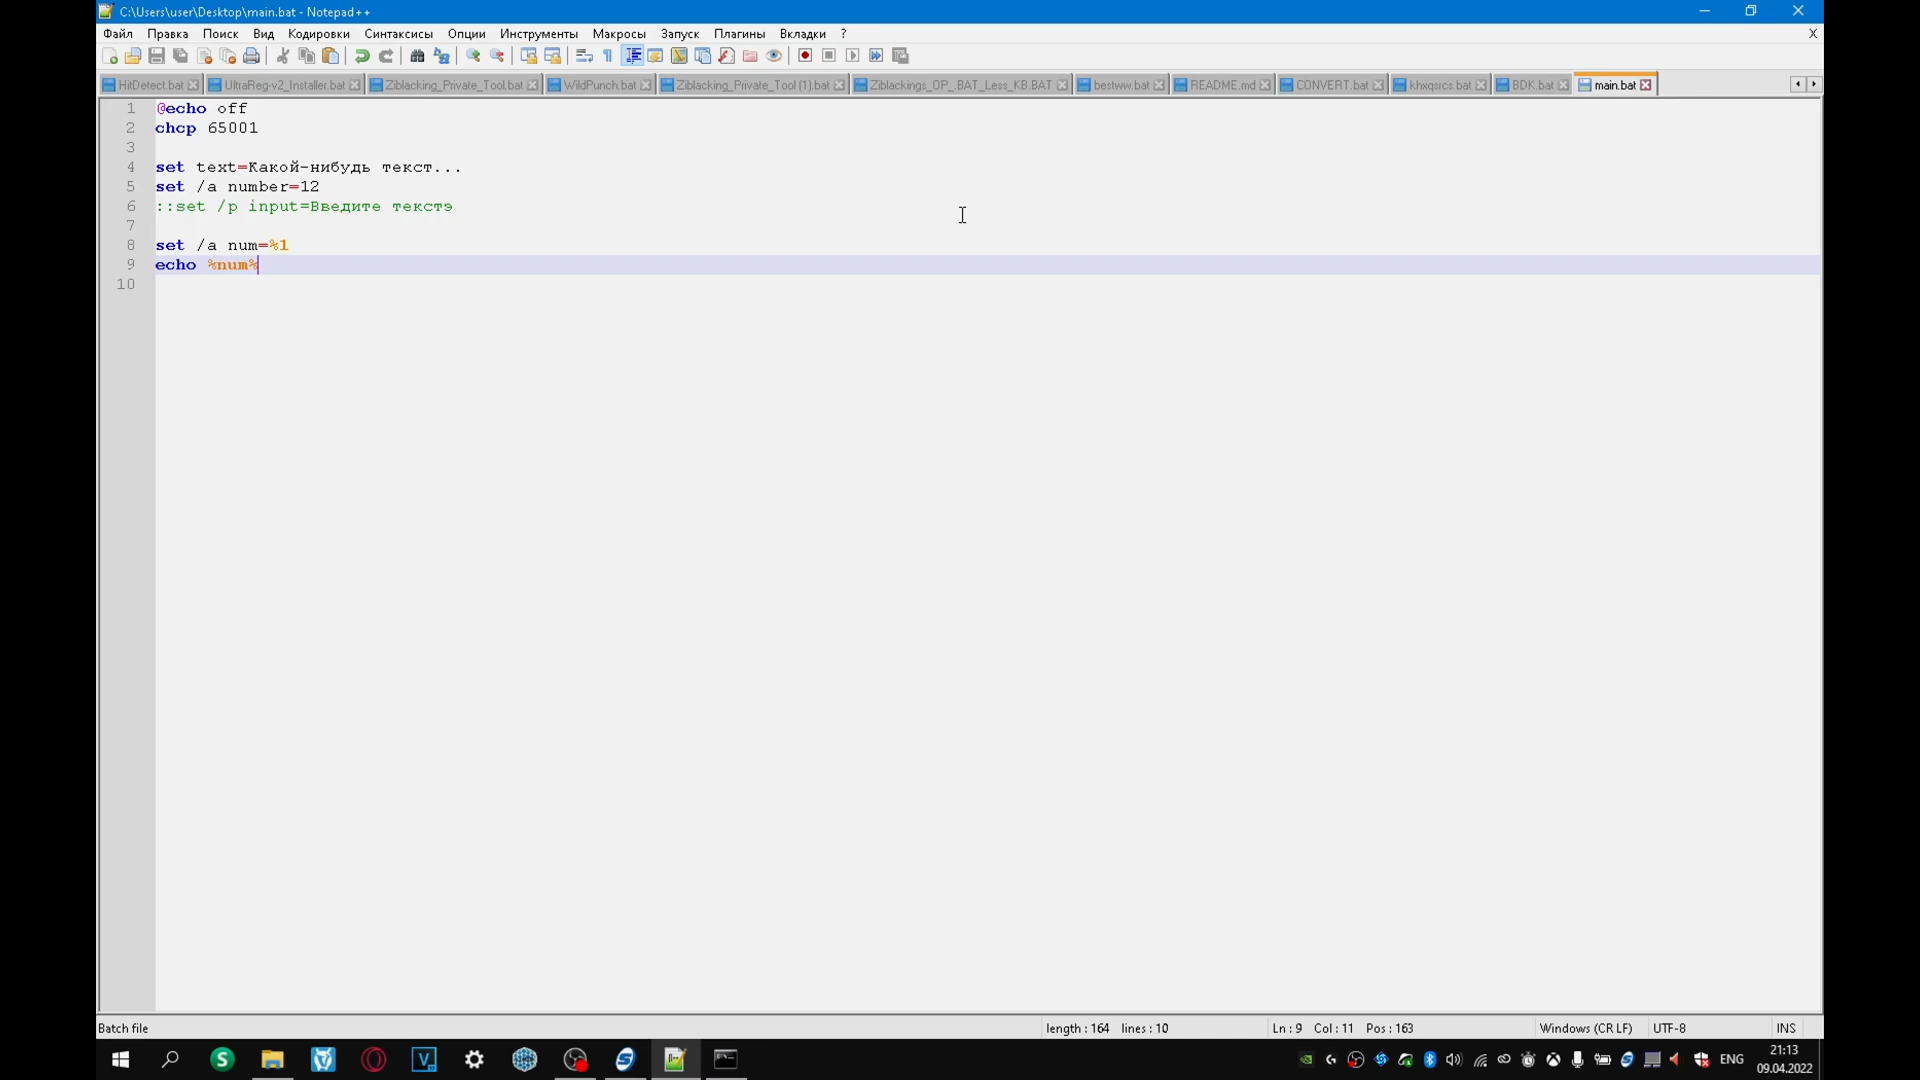 C:\Users\user\Desktop\main.bat - Notepad++
Файл Правка Поиск Вид Кодировки Синтаксисы Опции Инструменты Макросы Запуск Плагины Вкладки ? X
HitDetect.bat UltraReg-v2_Installer.bat Ziblacking_Private_Tool.bat WildPunch.bat Ziblacking_Private_Tool (1).bat Ziblackings_OP_.BAT_Less_KB.BAT bestww.bat README.md CONVERT.bat khxqsrcs.bat BDK.bat main.bat
1 @echo off
2 chcp 65001
3
4 set text=Какой-нибудь текст...
5 set /a number=12
6 ::set /p input=Введите текстэ
7
8 set /a num=%1
9 echo %num%
10
Batch file length : 164 lines : 10 Ln : 9 Col : 11 Pos : 163 Windows (CR LF) UTF-8 INS
ENG 21:13
09.04.2022